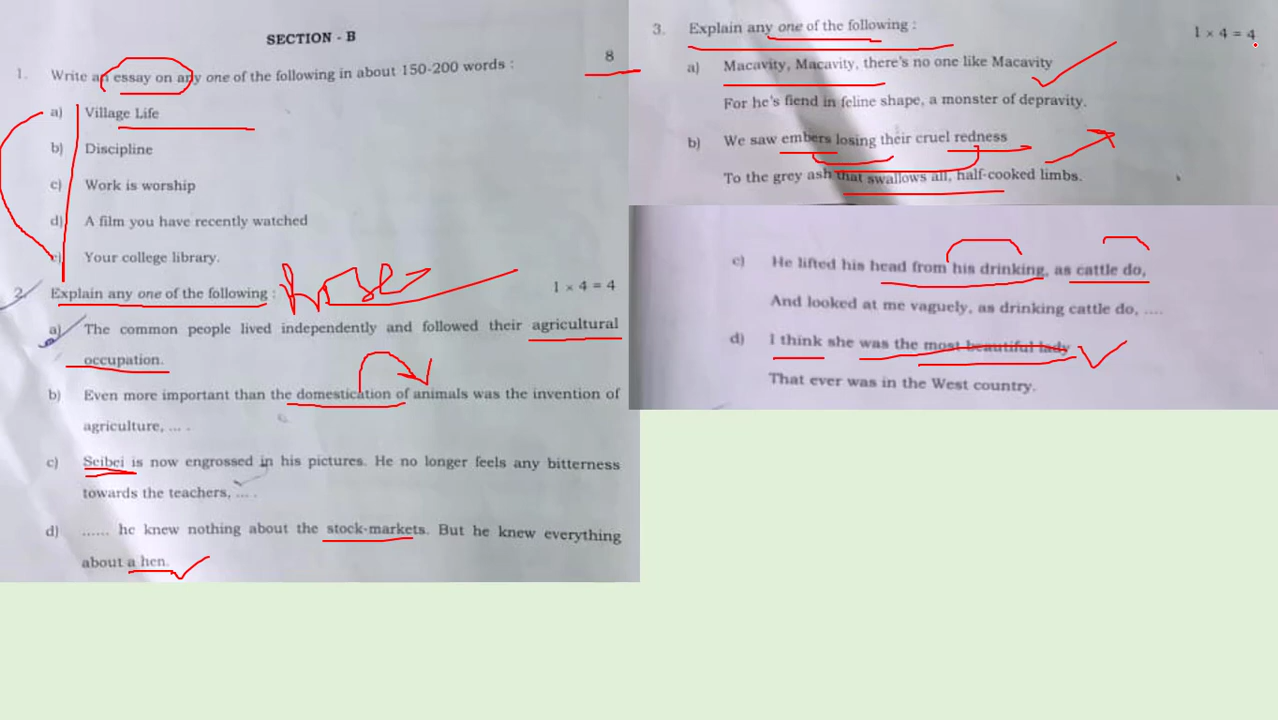 SECTION - B
8
1. Write an essay on any one of the following in about 150-200 words :
a) Village Life
b) Discipline
c) Work is worship
d) A film you have recently watched
e) Your college library.
2. Explain any one of the following :
1 × 4 = 4
a) The common people lived independently and followed their agricultural
occupation.
b) Even more important than the domestication of animals was the invention of
agriculture, ... .
c) Seibei is now engrossed in his pictures. He no longer feels any bitterness
towards the teachers, ... .
d) ...... he knew nothing about the stock-markets. But he knew everything
about a hen.
3. Explain any one of the following :
1 × 4 = 4
a) Macavity, Macavity, there's no one like Macavity
For he's fiend in feline shape, a monster of depravity.
b) We saw embers losing their cruel redness
To the grey ash that swallows all, half-cooked limbs.
c) He lifted his head from his drinking, as cattle do,
And looked at me vaguely, as drinking cattle do, ....
d) I think she was the most beautiful lady
That ever was in the West country.